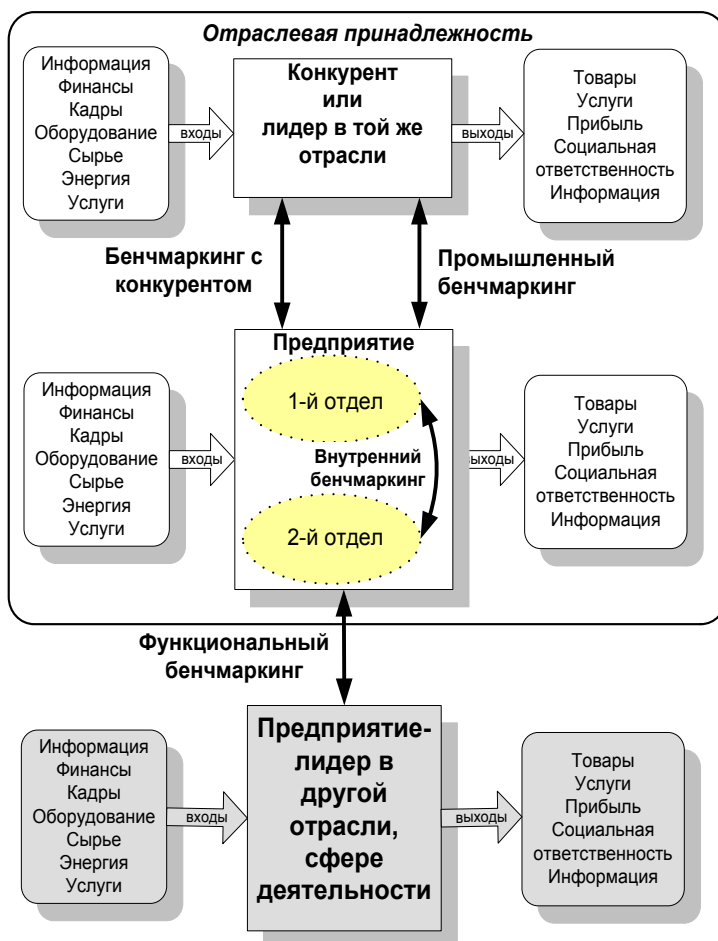 Отраслевая принадлежность
Информация
Финансы
Кадры
Оборудование
Сырье
Энергия
Услуги
входы
Конкурент
или
лидер в той же
отрасли
выходы
Товары
Услуги
Прибыль
Социальная
ответственность
Информация
Бенчмаркинг с
конкурентом
Промышленный
бенчмаркинг
Информация
Финансы
Кадры
Оборудование
Сырье
Энергия
Услуги
входы
Предприятие
1-й отдел
Внутренний
бенчмаркинг
2-й отдел
выходы
Товары
Услуги
Прибыль
Социальная
ответственность
Информация
Функциональный
бенчмаркинг
Информация
Финансы
Кадры
Оборудование
Сырье
Энергия
Услуги
входы
Предприятие-
лидер в
другой
отрасли,
сфере
деятельности
выходы
Товары
Услуги
Прибыль
Социальная
ответственность
Информация